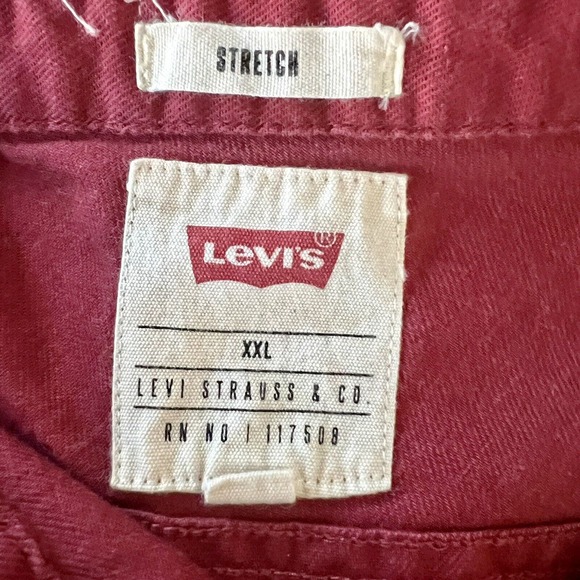 STRETCH
LEVI'S®
XXL
LEVI STRAUSS & CO.
RN NO / 117508